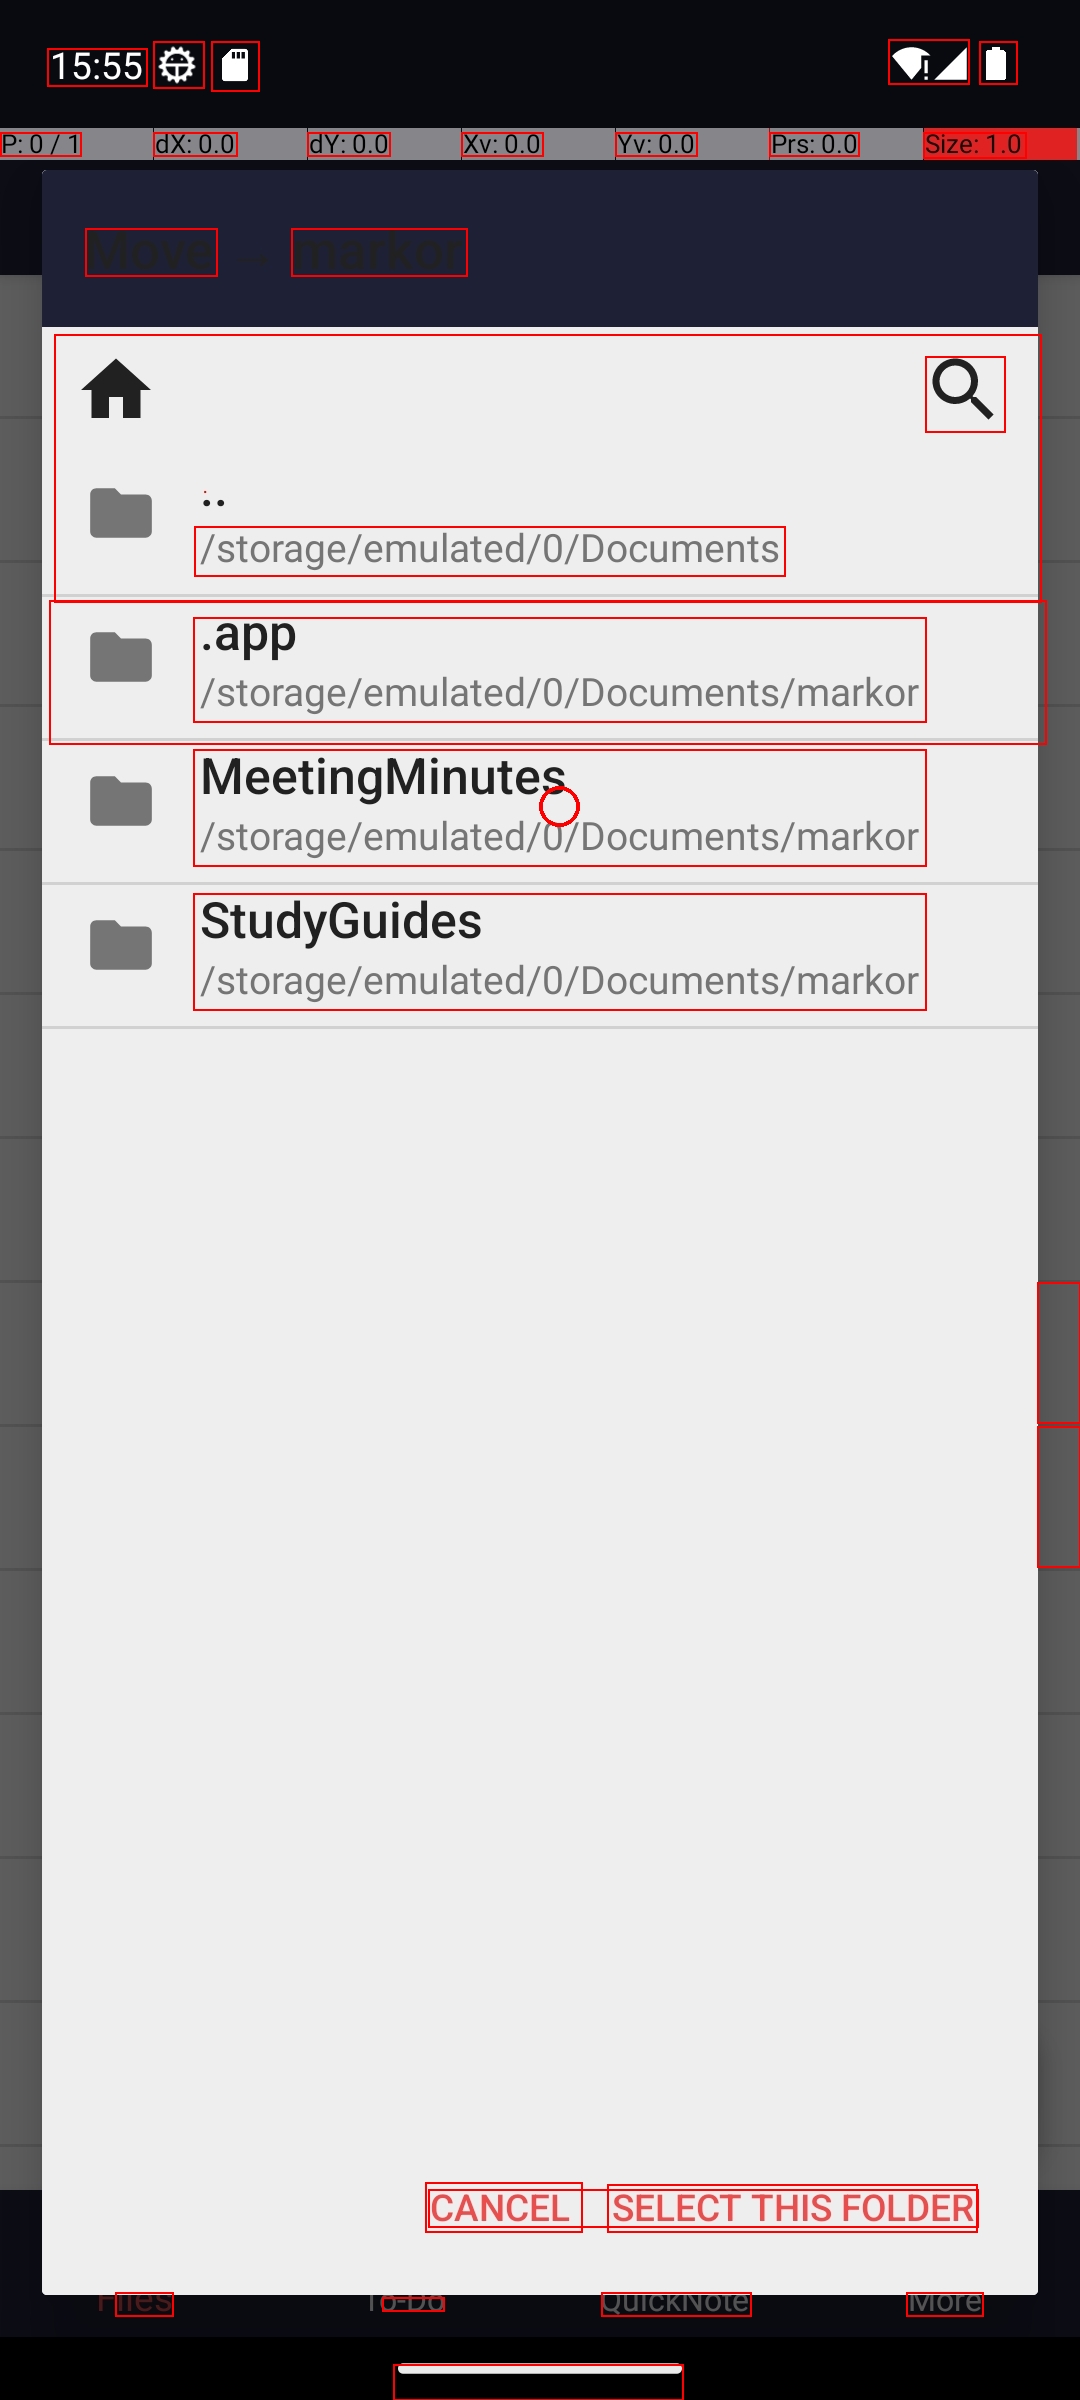 15:55
P: 0 / 1 dX: 0.0 dY: 0.0 Xv: 0.0 Yv: 0.0 Prs: 0.0 Size: 1.0
Move → markor
..
/storage/emulated/0/Documents
.app
/storage/emulated/0/Documents/markor
MeetingMinutes
/storage/emulated/0/Documents/markor
StudyGuides
/storage/emulated/0/Documents/markor
CANCEL SELECT THIS FOLDER
Files To-Do QuickNote More